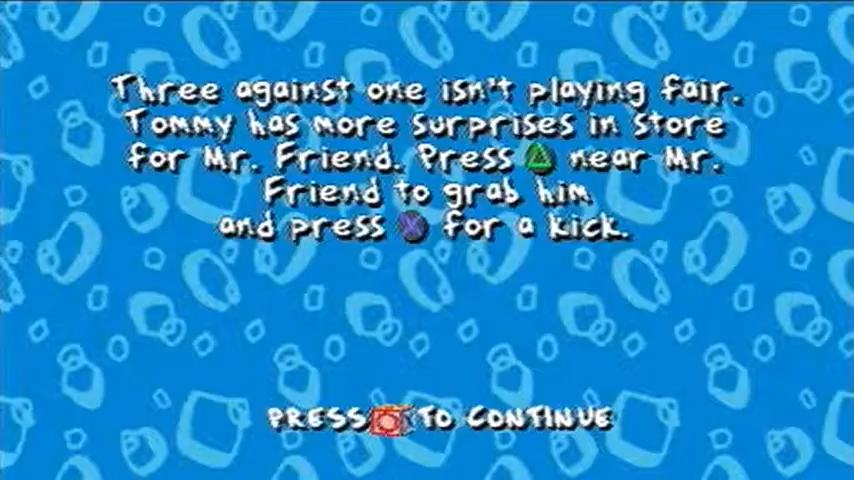 Three against one isn't playing fair.
Tommy has more surprises in store
for Mr. Friend. Press △ near Mr.
Friend to grab him
and press X for a kick.
PRESS TO CONTINUE